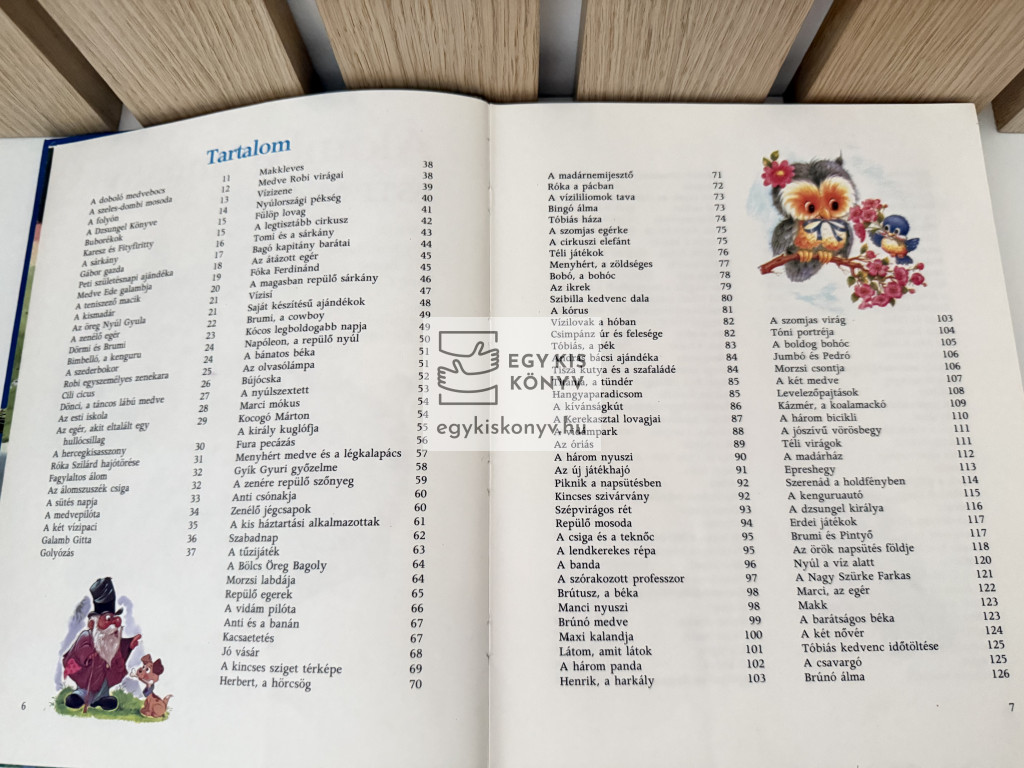 Tartalom
A doboló medvebocs 11
A szeles-dombi mosoda 12
A folyón 13
A Dzsungel Könyve 14
Buborékok 15
Karesz és Fityfiritty 15
A sárkány 16
Gábor gazda 17
Peti születésnapi ajándéka 18
Medve Ede galambja 19
A teniszező macik 20
A kismadár 21
Az öreg Nyúl Gyula 21
A zenélő egér 22
Dörmi és Brumi 23
Bimbelló, a kenguru 24
A szederbokor 24
Robi egyszemélyes zenekara 25
Cili cicus 26
Dönci, a táncos lábú medve 27
Az esti iskola 28
Az egér, akit eltalált egy 29
hullócsillag
A hercegkisasszony 30
Róka Szilárd hajótörése 31
Fagylaltos álom 32
Az álomszuszék csiga 32
A sütés napja 33
A medvepilóta 34
A két vízipaci 35
Galamb Gitta 36
Golyózás 37
6
Makkleves 38
Medve Robi virágai 38
Vízizene 39
Nyúlországi pékség 40
Fülöp lovag 41
A legtisztább cirkusz 42
Tomi és a sárkány 43
Bagó kapitány barátai 44
Az átázott egér 45
Fóka Ferdinánd 45
A magasban repülő sárkány 46
Vízisí 47
Saját készítésű ajándékok 48
Brumi, a cowboy 49
Kócos legboldogabb napja 49
Napóleon, a repülő nyúl 50
A bánatos béka 51
Az olvasólámpa 51
Bújócska 52
A nyúlszextett 53
Marci mókus 54
Kocogó Márton 54
A király kuglófja 55
Fura pecázás 56
Menyhért medve és a légkalapács 57
Gyík Gyuri győzelme 58
A zenére repülő szőnyeg 59
Anti csónakja 60
Zenélő jégcsapok 60
A kis háztartási alkalmazottak 61
Szabadnap 62
A tűzijáték 63
A Bölcs Öreg Bagoly 64
Morzsi labdája 64
Repülő egerek 65
A vidám pilóta 66
Anti és a banán 67
Kacsaetetés 67
Jó vásár 68
A kincses sziget térképe 69
Herbert, a hörcsög 70
A madárnemijesztő 71
Róka a pácban 72
A vízililiomok tava 73
Bingó álma 73
Tóbiás háza 74
A szomjas egérke 75
A cirkuszi elefánt 75
Téli játékok 76
Menyhért, a zöldséges 77
Bobó, a bohóc 78
Az ikrek 79
Szibilla kedvenc dala 80
A kórus 81
Vízilovak a hóban 82
Csimpánz úr és felesége 82
Tóbiás, a pék 83
András bácsi ajándéka 84
Tisza kutya és a szafaládé 84
Titánia, a tündér 85
Hangyaparadicsom 85
A kívánságkút 86
A Kerekasztal lovagjai 87
A vidámpark 88
Az óriás 89
A három nyuszi 90
Az új játékhajó 91
Piknik a napsütésben 92
Kincses szivárvány 92
Szépvirágos rét 93
Repülő mosoda 94
A csiga és a teknőc 95
A lendkerekes répa 95
A banda 96
A szórakozott professzor 97
Brútusz, a béka 98
Manci nyuszi 98
Brúnó medve 99
Maxi kalandja 100
Látom, amit látok 101
A három panda 102
Henrik, a harkály 103
A szomjas virág 103
Tóni portréja 104
A boldog bohóc 105
Jumbó és Pedró 106
Morzsi csontja 106
A két medve 107
Levelezőpajtások 108
Kázmér, a koalamackó 109
A három bicikli 110
A jószívű vörösbegy 111
Téli virágok 111
A madárház 112
Epreshegy 113
Szerenád a holdfényben 114
A kenguruautó 115
A dzsungel királya 116
Erdei játékok 117
Brumi és Pintyő 117
Az örök napsütés földje 118
Nyúl a víz alatt 120
A Nagy Szürke Farkas 121
Marci, az egér 122
Makk 123
A barátságos béka 123
A két nővér 124
Tóbiás kedvenc időtöltése 125
A csavargó 125
Brúnó álma 126
7
EGY KIS
KÖNYV
egykiskonyv.hu